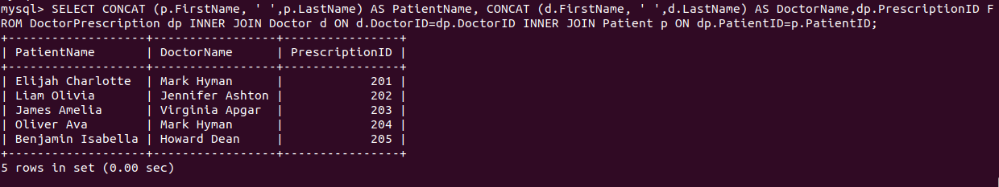 mysql> SELECT CONCAT (p.FirstName, ' ',p.LastName) AS PatientName, CONCAT (d.FirstName, ' ',d.LastName) AS DoctorName,dp.PrescriptionID F
ROM DoctorPrescription dp INNER JOIN Doctor d ON d.DoctorID=dp.DoctorID INNER JOIN Patient p ON dp.PatientID=p.PatientID;
+-------------------+-----------------+----------------+
| PatientName       | DoctorName      | PrescriptionID |
+-------------------+-----------------+----------------+
| Elijah Charlotte  | Mark Hyman      |            201 |
| Liam Olivia       | Jennifer Ashton |            202 |
| James Amelia      | Virginia Apgar  |            203 |
| Oliver Ava        | Mark Hyman      |            204 |
| Benjamin Isabella | Howard Dean     |            205 |
+-------------------+-----------------+----------------+
5 rows in set (0.00 sec)